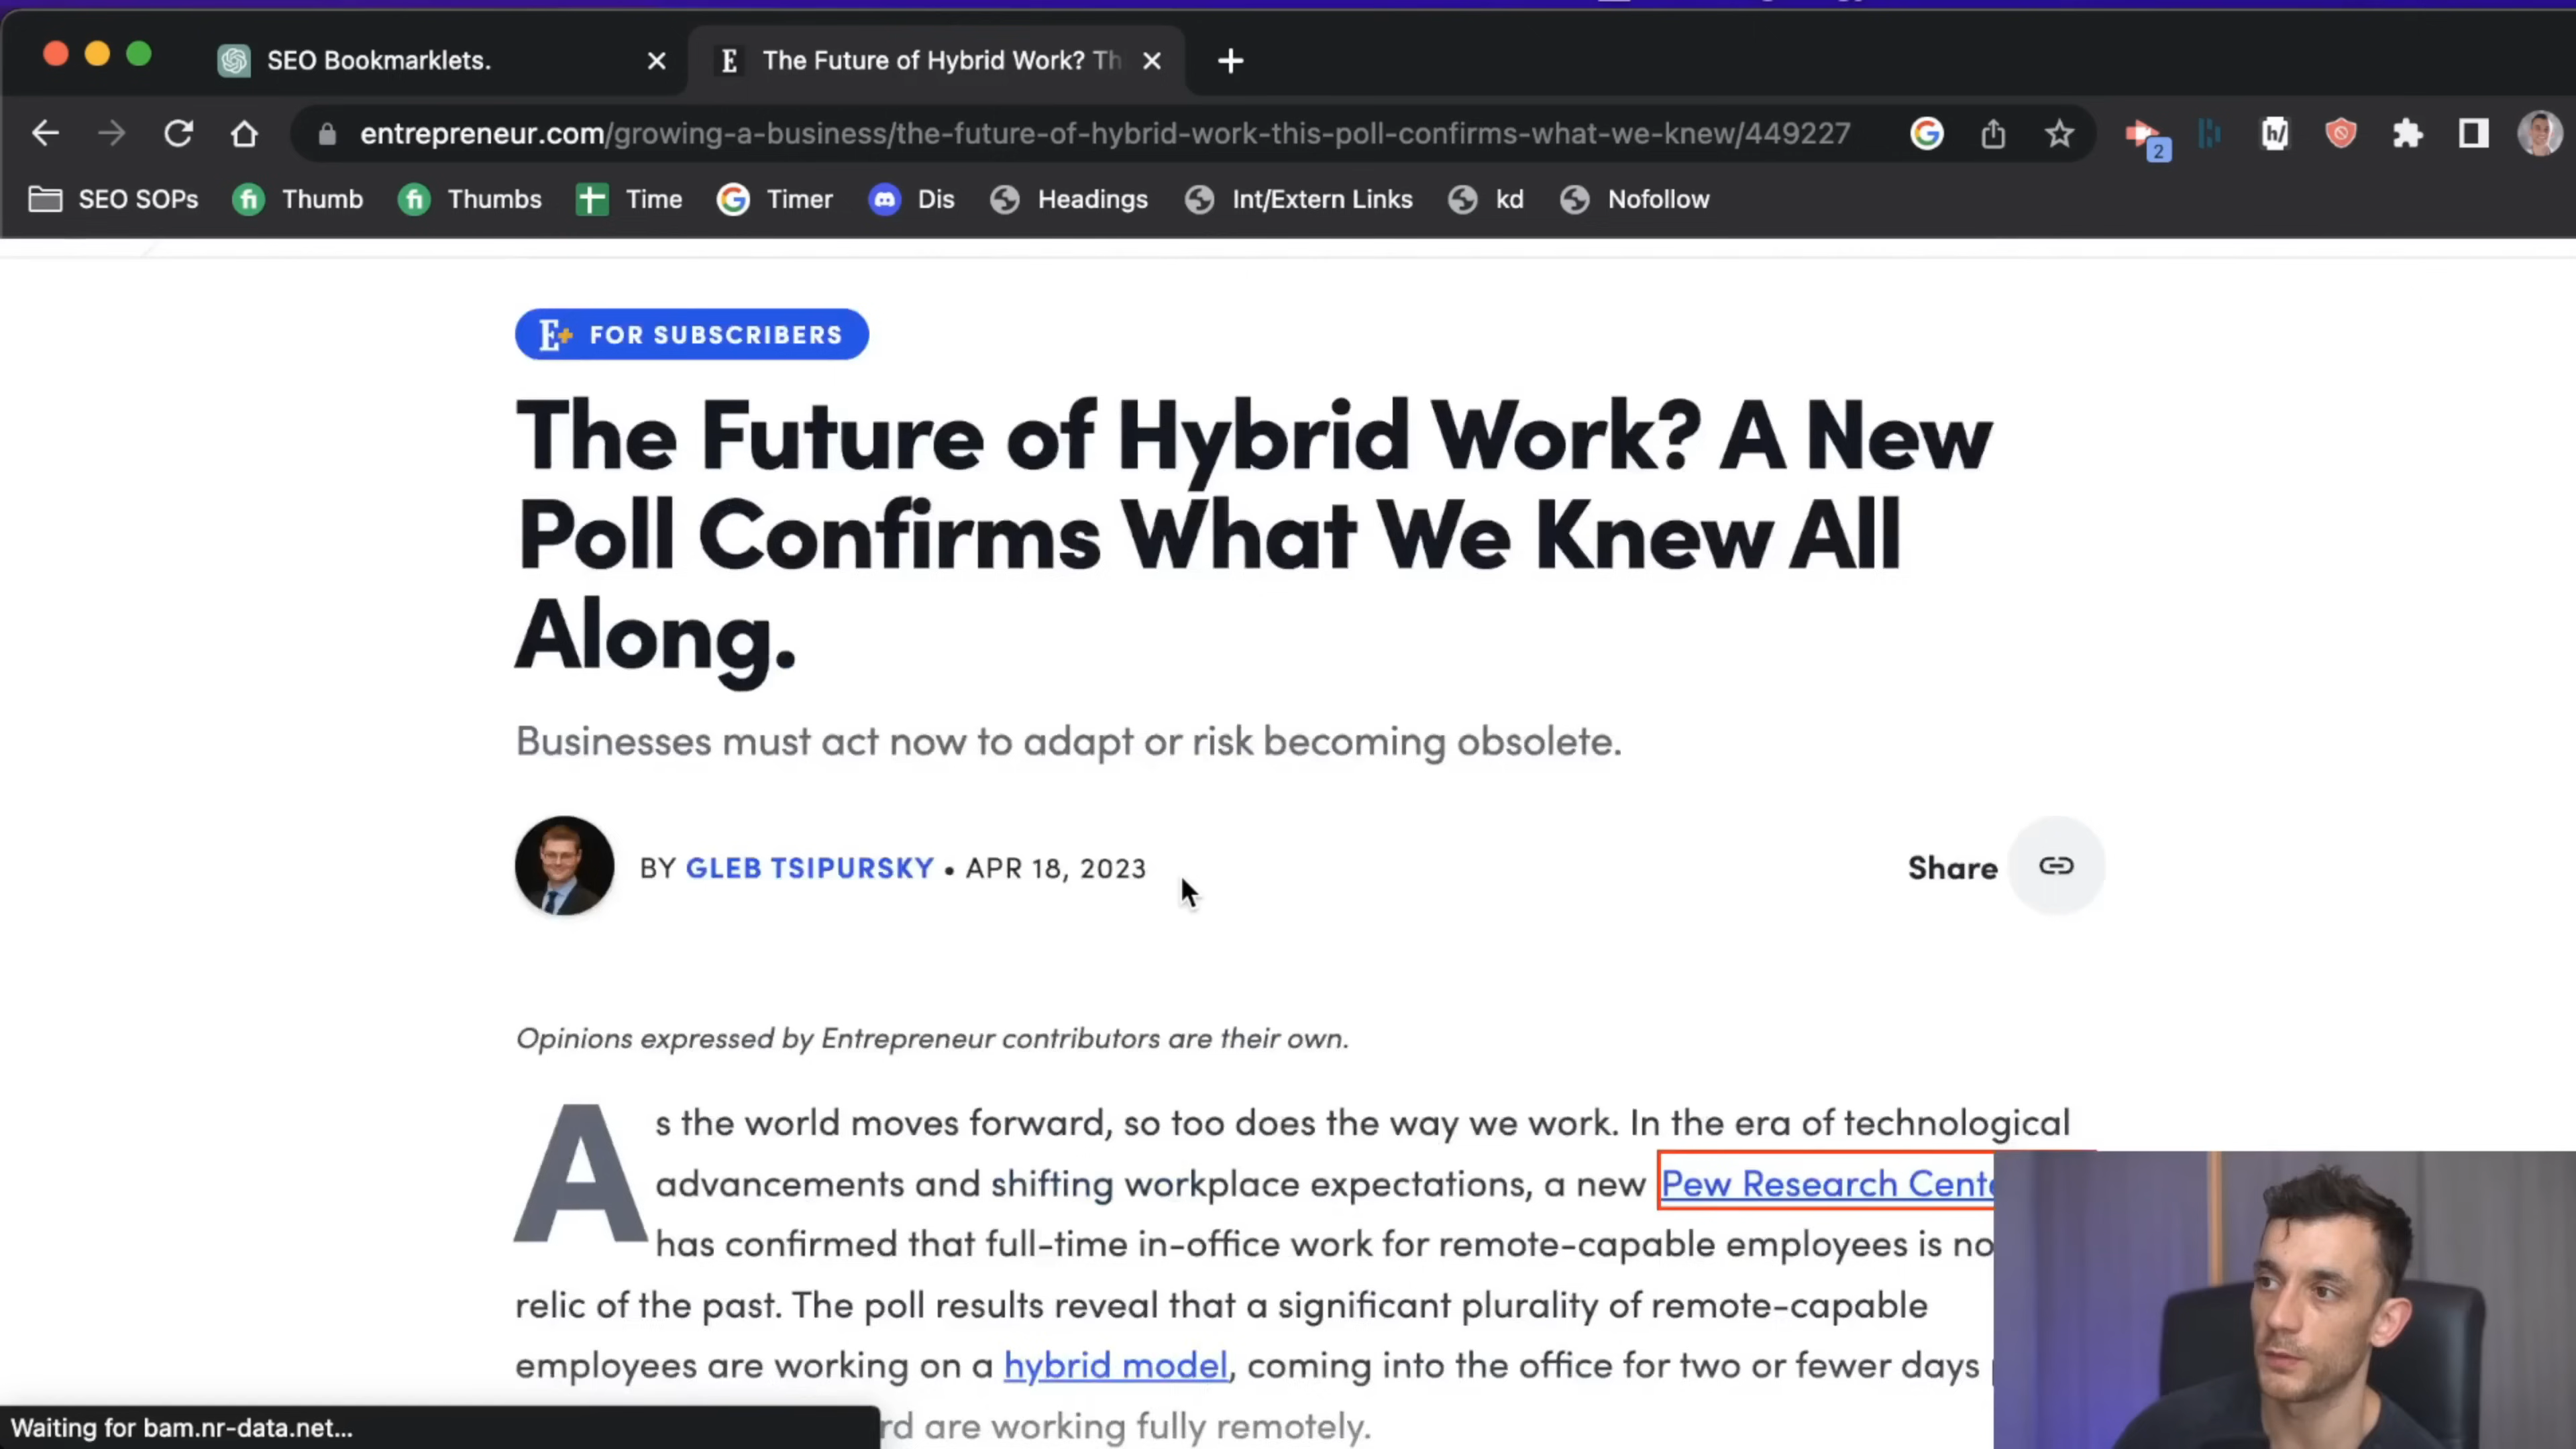 SEO Bookmarklets.
The Future of Hybrid Work? Th
entrepreneur.com/growing-a-business/the-future-of-hybrid-work-this-poll-confirms-what-we-knew/449227
2
SEO SOPs Thumb Thumbs Time Timer Dis Headings Int/Extern Links kd Nofollow
E+ FOR SUBSCRIBERS
The Future of Hybrid Work? A New
Poll Confirms What We Knew All
Along.
Businesses must act now to adapt or risk becoming obsolete.
BY GLEB TSIPURSKY • APR 18, 2023
Share
Opinions expressed by Entrepreneur contributors are their own.
As the world moves forward, so too does the way we work. In the era of technological
advancements and shifting workplace expectations, a new Pew Research Cent
has confirmed that full-time in-office work for remote-capable employees is no
relic of the past. The poll results reveal that a significant plurality of remote-capable
employees are working on a hybrid model, coming into the office for two or fewer days
rd are working fully remotely.
Waiting for bam.nr-data.net...